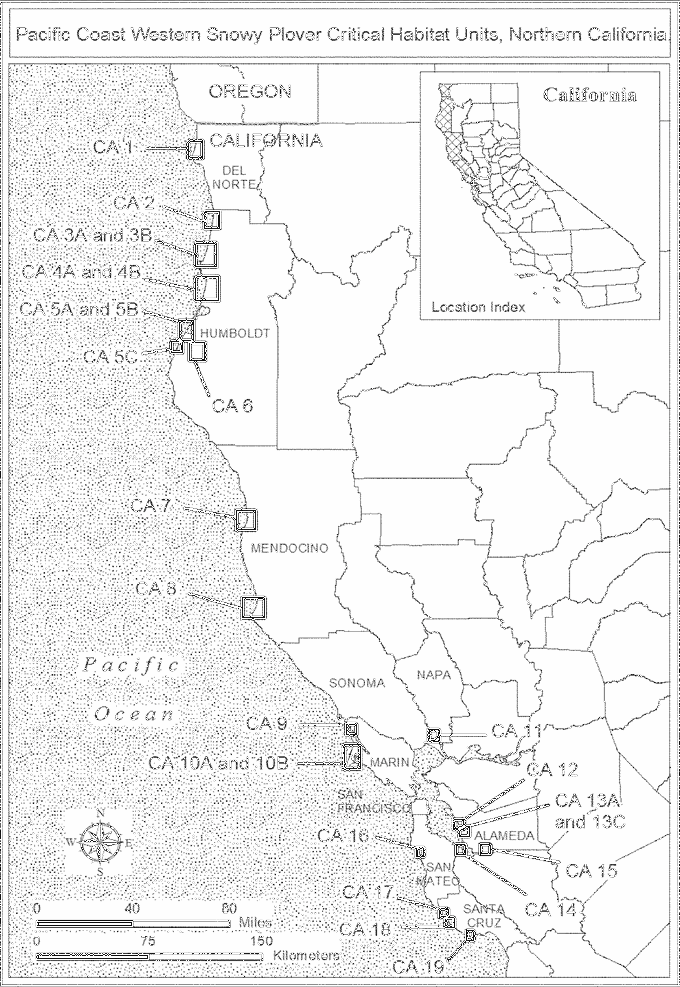 Pacific Coast Western Snowy Plover Critical Habitat Units, Northern California
OREGON
California
CALIFORNIA
CA 1
DEL
NORTE
CA 2
CA 3A and 3B
CA 4A and 4B
CA 5A and 5B
HUMBOLDT
Location Index
CA 5C
CA 6
CA 7
MENDOCINO
CA 8
Pacific
Ocean
SONOMA
NAPA
CA 9
CA 11
CA 10A and 10B
MARIN
CA 12
SAN
FRANCISCO
CA 13A
and 13C
N
W
E
S
CA 16
ALAMEDA
SAN
MATEO
CA 15
CA 17
SANTA
CRUZ
CA 14
0 40 80 Miles
CA 18
0 75 150 Kilometers
CA 19